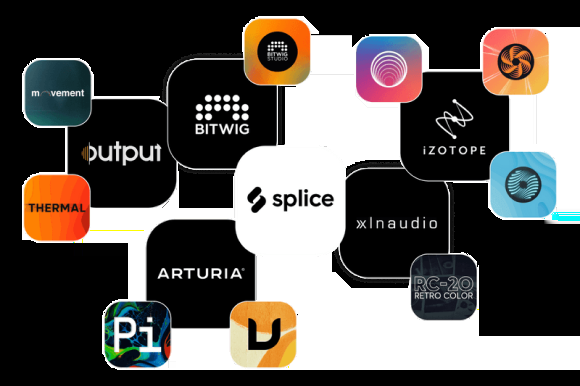 BITWIG
STUDIO
movement
output
BITWIG
iZOTOPE
THERMAL
splice
xlnaudio
ARTURIA®
RC-20
RETRO COLOR
Pi
V